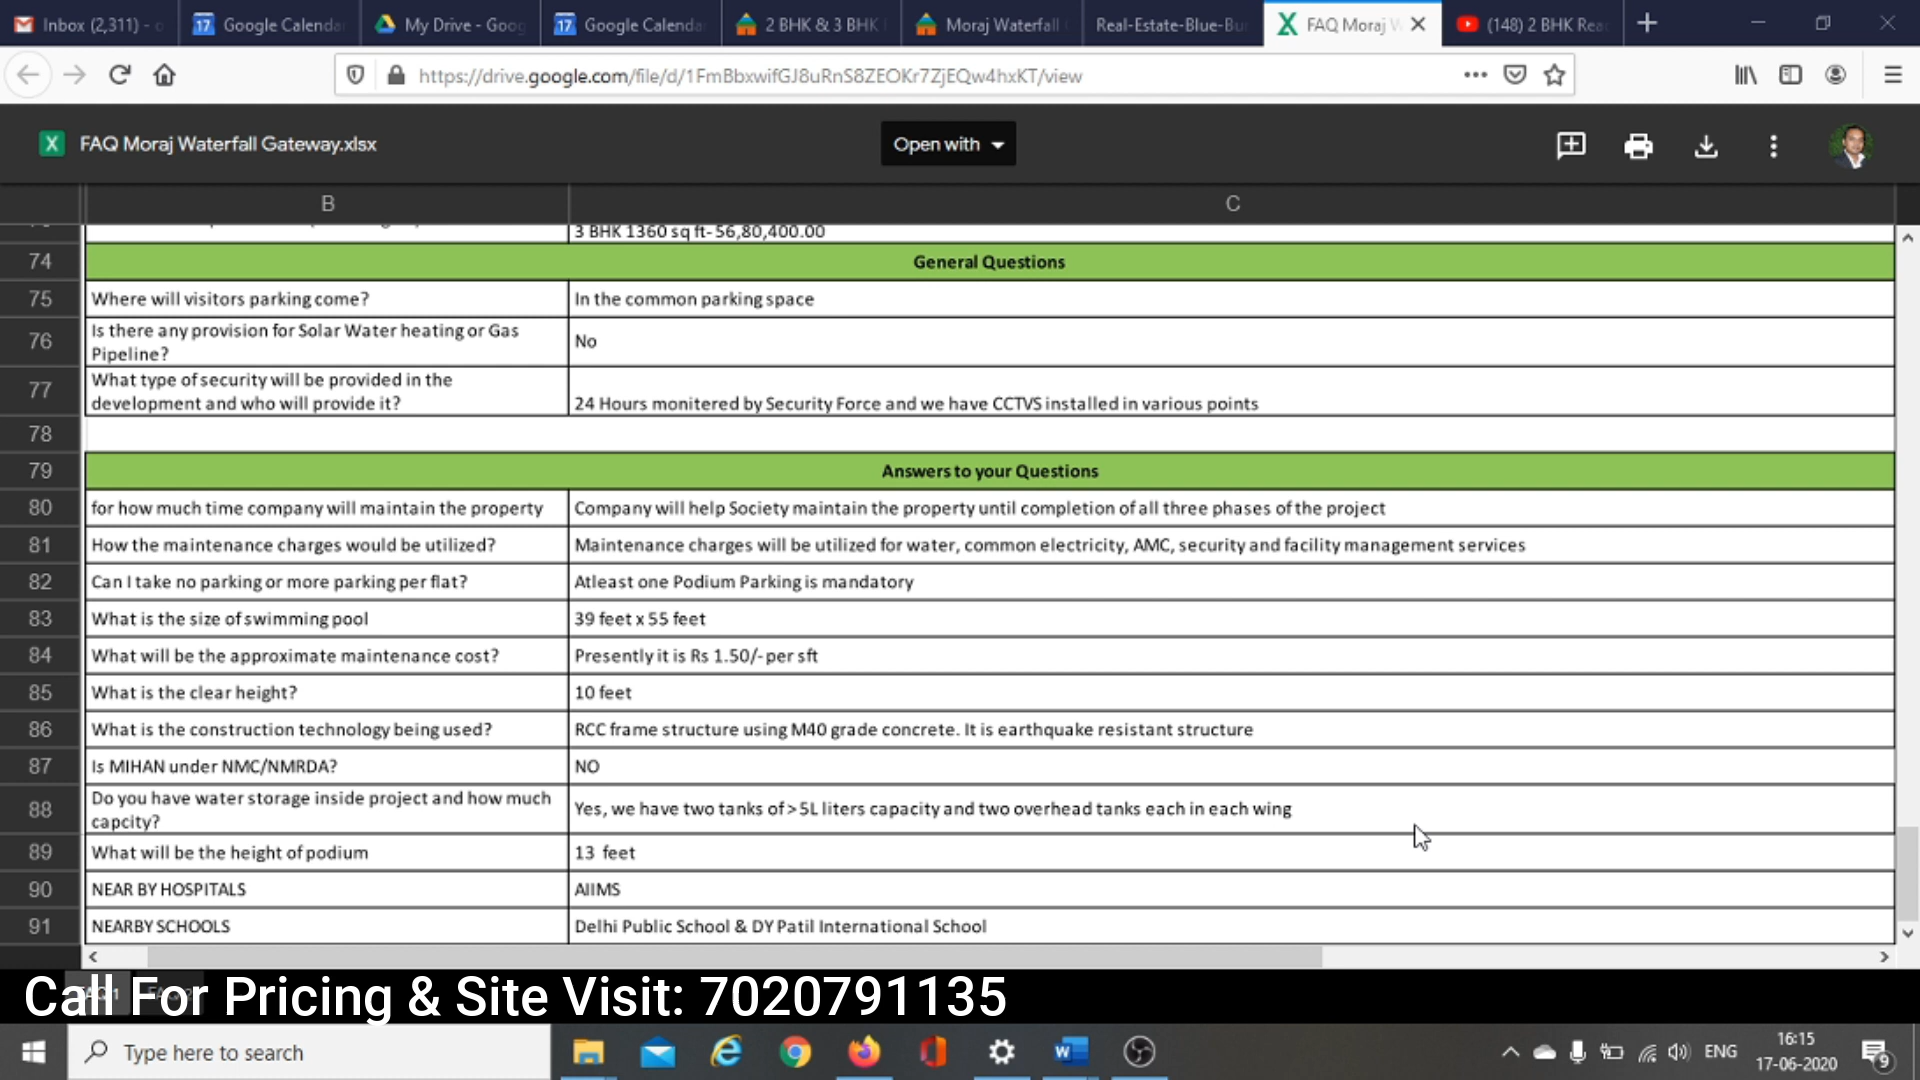 Inbox (2,311) - o
Google Calenda
My Drive - Goog
Google Calenda
2 BHK & 3 BHK
Moraj Waterfall
Real-Estate-Blue-Bu
FAQ Moraj W
(148) 2 BHK Rea
https://drive.google.com/file/d/1FmBbxwifGJ8uRnS8ZEOKr7ZjEQw4hxKT/view
FAQ Moraj Waterfall Gateway.xlsx
Open with
B
C
3 BHK 1360 sq ft- 56,80,400.00
74 General Questions
75 Where will visitors parking come? In the common parking space
76 Is there any provision for Solar Water heating or Gas
Pipeline? No
77 What type of security will be provided in the
development and who will provide it? 24 Hours monitered by Security Force and we have CCTVS installed in various points
78
79 Answers to your Questions
80 for how much time company will maintain the property Company will help Society maintain the property until completion of all three phases of the project
81 How the maintenance charges would be utilized? Maintenance charges will be utilized for water, common electricity, AMC, security and facility management services
82 Can I take no parking or more parking per flat? Atleast one Podium Parking is mandatory
83 What is the size of swimming pool 39 feet x 55 feet
84 What will be the approximate maintenance cost? Presently it is Rs 1.50/- per sft
85 What is the clear height? 10 feet
86 What is the construction technology being used? RCC frame structure using M40 grade concrete. It is earthquake resistant structure
87 Is MIHAN under NMC/NMRDA? NO
88 Do you have water storage inside project and how much
capcity? Yes, we have two tanks of > 5L liters capacity and two overhead tanks each in each wing
89 What will be the height of podium 13 feet
90 NEAR BY HOSPITALS AIIMS
91 NEARBY SCHOOLS Delhi Public School & DY Patil International School
Call For Pricing & Site Visit: 7020791135
Type here to search
ENG
16:15
17-06-2020
9